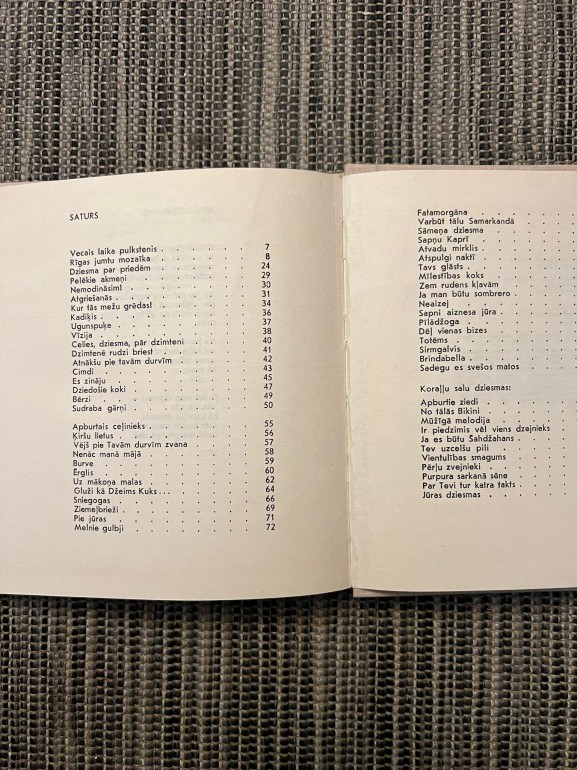 SATURS
Vecais laika pulkstenis . . . . . . . 7
Rīgas jumtu mozaīka . . . . . . . 8
Dziesma par priedēm . . . . . . . 24
Pelēkie akmeņi . . . . . . . 29
Nemodināsim! . . . . . . . 30
Atgriešanās . . . . . . . 31
Kur tās mežu grēdas! . . . . . . . 34
Kadiķis . . . . . . . 36
Ugunspuķe . . . . . . . 37
Vīzija . . . . . . . 38
Celies, dziesma, pār dzimteni . . . . . . . 40
Dzimtenē rudzi briest . . . . . . . 41
Atnākšu pie tavām durvīm . . . . . . . 42
Cimdi . . . . . . . 43
Es zināju . . . . . . . 45
Dziedošie koki . . . . . . . 47
Bērzi . . . . . . . 49
Sudraba gārņi . . . . . . . 50
Apburtais ceļinieks . . . . . . . 55
Ķiršu lietus . . . . . . . 56
Vējš pie Tavām durvīm zvana . . . . . . . 57
Nenāc manā mājā . . . . . . . 58
Burve . . . . . . . 59
Ērglis . . . . . . . 60
Uz mākoņa malas . . . . . . . 62
Gluži kā Džeims Kuks... . . . . . . . 64
Sniegogas . . . . . . . 66
Ziemeļbrieži . . . . . . . 69
Pie jūras . . . . . . . 71
Melnie gulbji . . . . . . . 72
Fatamorgāna . . . . .
Varbūt tālu Samarkandā . . .
Sāmeņa dziesma . . . . .
Sapņu Kaprī . . . . .
Atvadu mirklis . . . . .
Atspulgi naktī . . . . .
Tavs glāsts . . . . .
Mīlestības koks . . . . .
Zem rudens kļavām . . . .
Ja man būtu sombrero . . . .
Neaizej . . . . .
Sapni aiznesa jūra . . . .
Pīlādžoga . . . . .
Dēļ vienas bizes . . . . .
Totēms . . . . .
Sirmgalvis . . . . .
Brindabella . . . . .
Sadegu es svešos matos . . . .
Koraļļu salu dziesmas:
Apburtie ziedi . . . . .
No tālās Bikini . . . . .
Mūžīgā melodija . . . . .
Ir piedzimis vēl viens dzejnieks .
Ja es būtu Šahdžahans . . . .
Tev uzcelšu pili . . . . .
Vientulības smagums . . . .
Pērļu zvejnieki . . . . .
Purpura sarkanā sēne . . . .
Par Tevi tur katra takts . . . .
Jūras dziesmas . . . . .